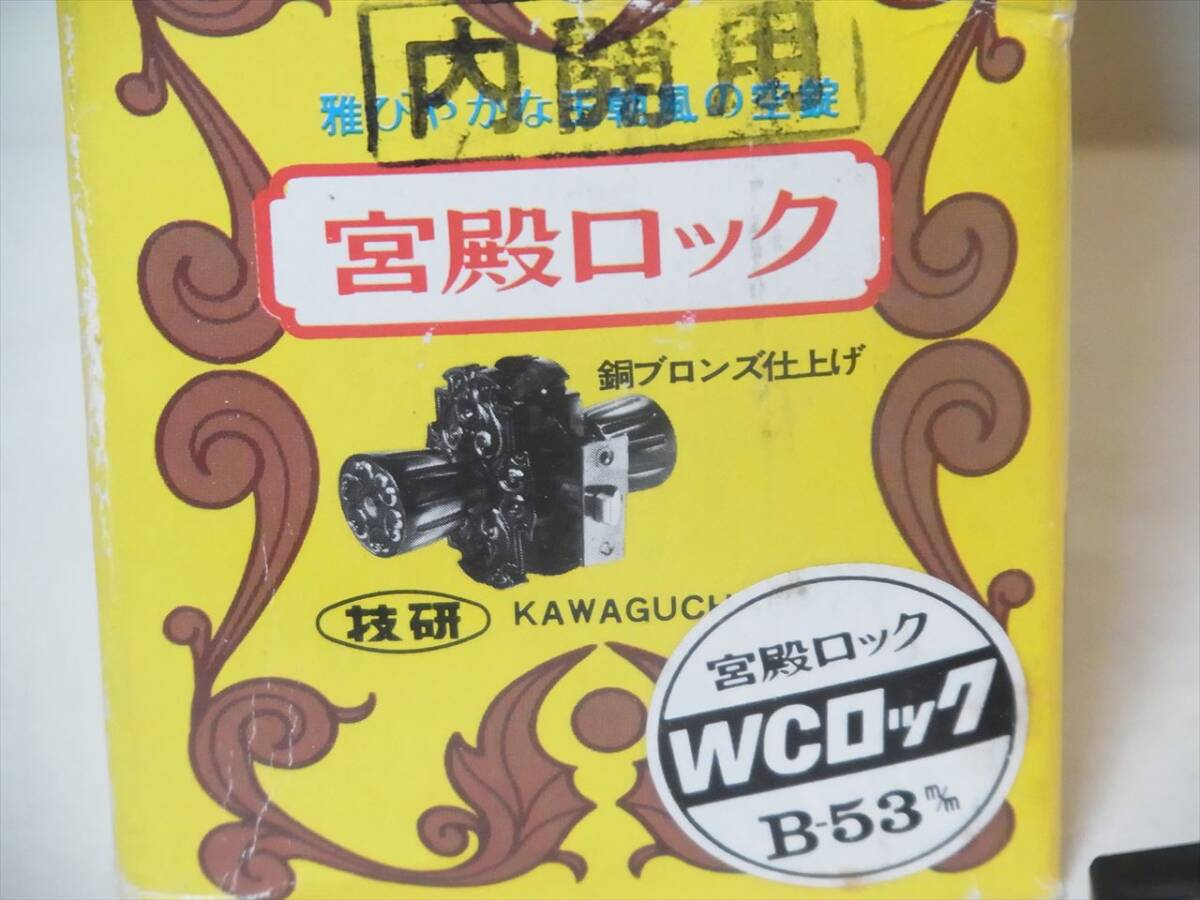 内開用
雅びやかな王朝風の空錠
宮殿ロック
銅ブロンズ仕上げ
技研 KAWAGUCH
宮殿ロック
WCロック
B-53 m/m